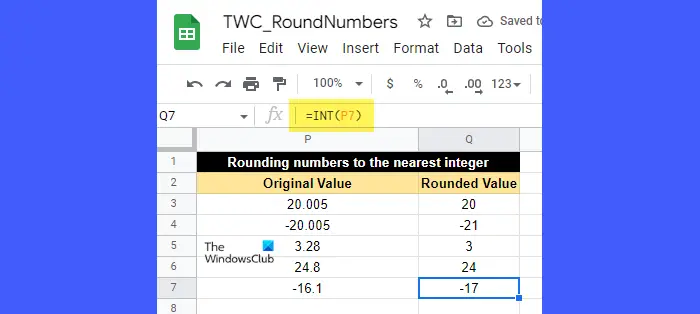 TWC_RoundNumbers Saved to
File Edit View Insert Format Data Tools
100% $ % .0 .00 123
Q7 fx =INT(P7)
P Q
1 Rounding numbers to the nearest integer
2 Original Value Rounded Value
3 20.005 20
4 -20.005 -21
5 3.28 3
The WindowsClub
6 24.8 24
7 -16.1 -17
8